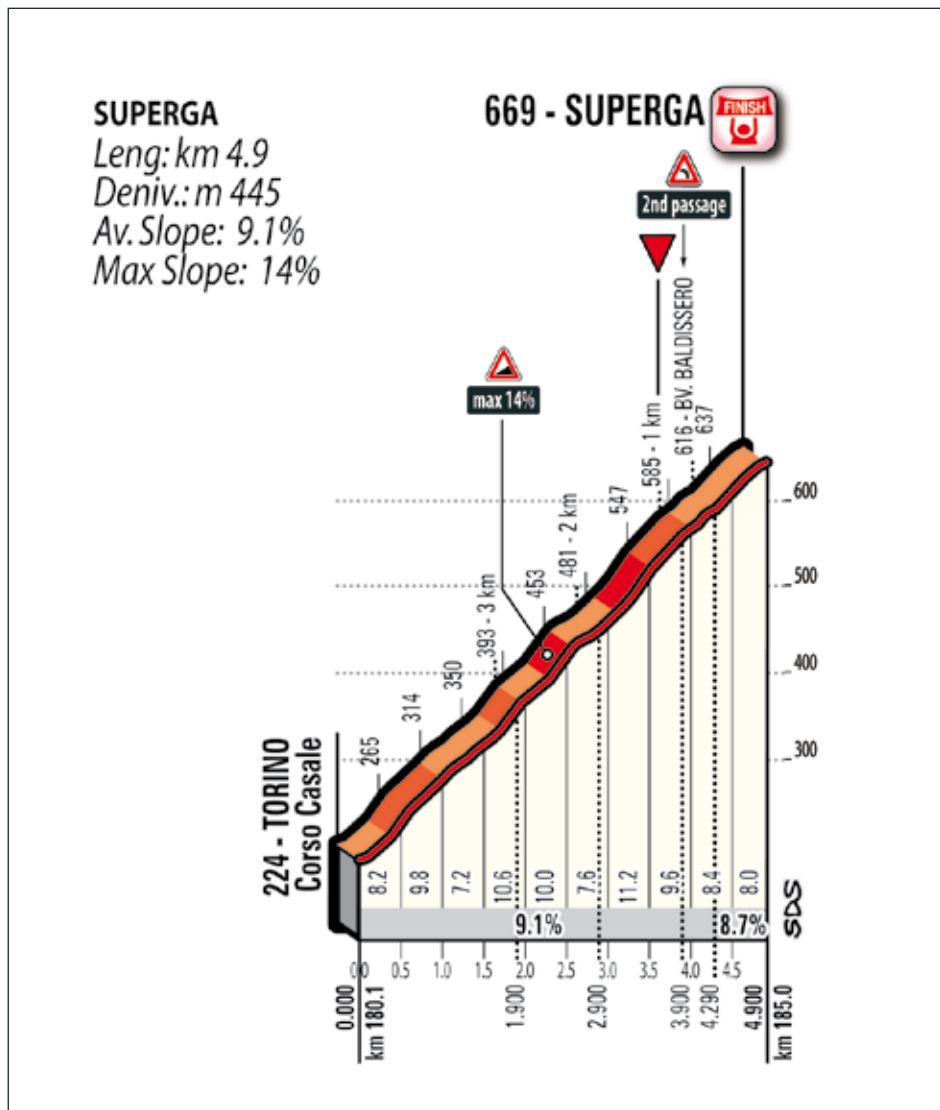 SUPERGA
Leng: km 4.9
Deniv.: m 445
Av. Slope: 9.1%
Max Slope: 14%
669 - SUPERGA
FINISH
2nd passage
max 14%
224 - TORINO
Corso Casale
265
314
350
393 - 3 km
453
481 - 2 km
547
585 - 1 km
616 - BV. BALDISSERO
637
600
500
400
300
8.2
9.8
7.2
10.6
10.0
7.6
11.2
9.6
8.4
8.0
9.1%
8.7%
SDS
0.0
0.5
1.0
1.5
2.0
2.5
3.0
3.5
4.0
4.5
0.000
km 180.1
1.900
2.900
3.900
4.290
4.900
km 185.0